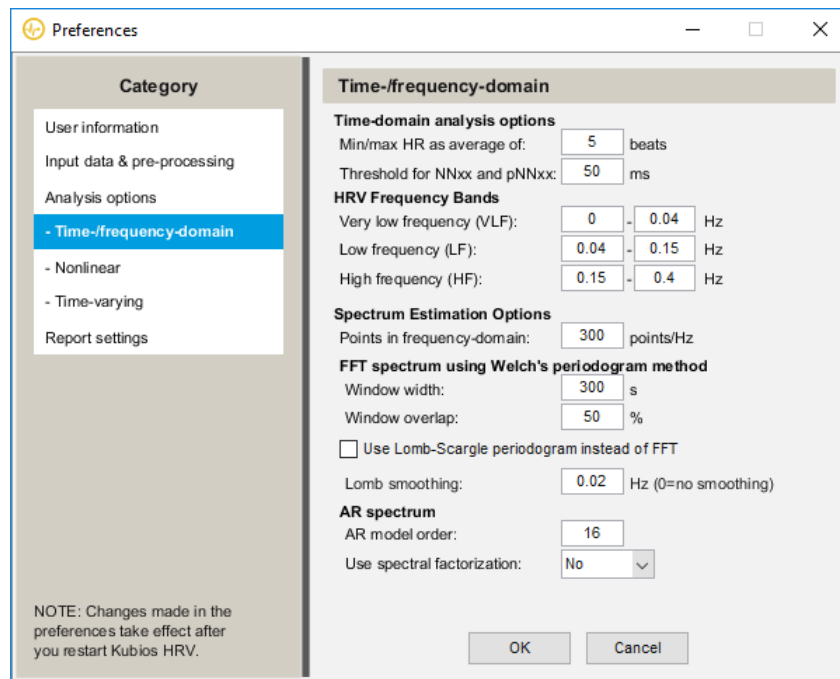 Preferences
Category
User information
Input data & pre-processing
Analysis options
- Time-/frequency-domain
- Nonlinear
- Time-varying
Report settings
NOTE: Changes made in the
preferences take effect after
you restart Kubios HRV.
Time-/frequency-domain
Time-domain analysis options
Min/max HR as average of: 5 beats
Threshold for NNxx and pNNxx: 50 ms
HRV Frequency Bands
Very low frequency (VLF): 0 - 0.04 Hz
Low frequency (LF): 0.04 - 0.15 Hz
High frequency (HF): 0.15 - 0.4 Hz
Spectrum Estimation Options
Points in frequency-domain: 300 points/Hz
FFT spectrum using Welch's periodogram method
Window width: 300 s
Window overlap: 50 %
Use Lomb-Scargle periodogram instead of FFT
Lomb smoothing: 0.02 Hz (0=no smoothing)
AR spectrum
AR model order: 16
Use spectral factorization: No
OK Cancel